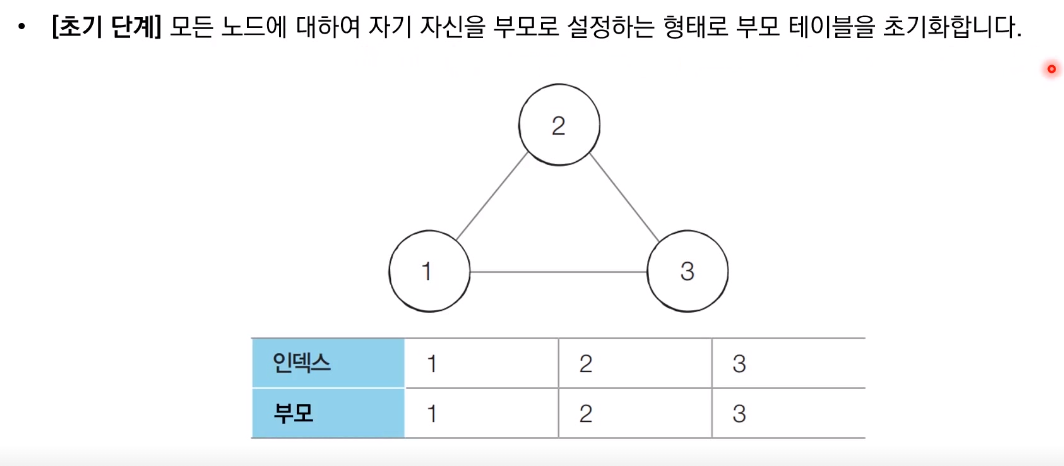 • [초기 단계] 모든 노드에 대하여 자기 자신을 부모로 설정하는 형태로 부모 테이블을 초기화합니다.
2
1 3
인덱스 1 2 3
부모 1 2 3